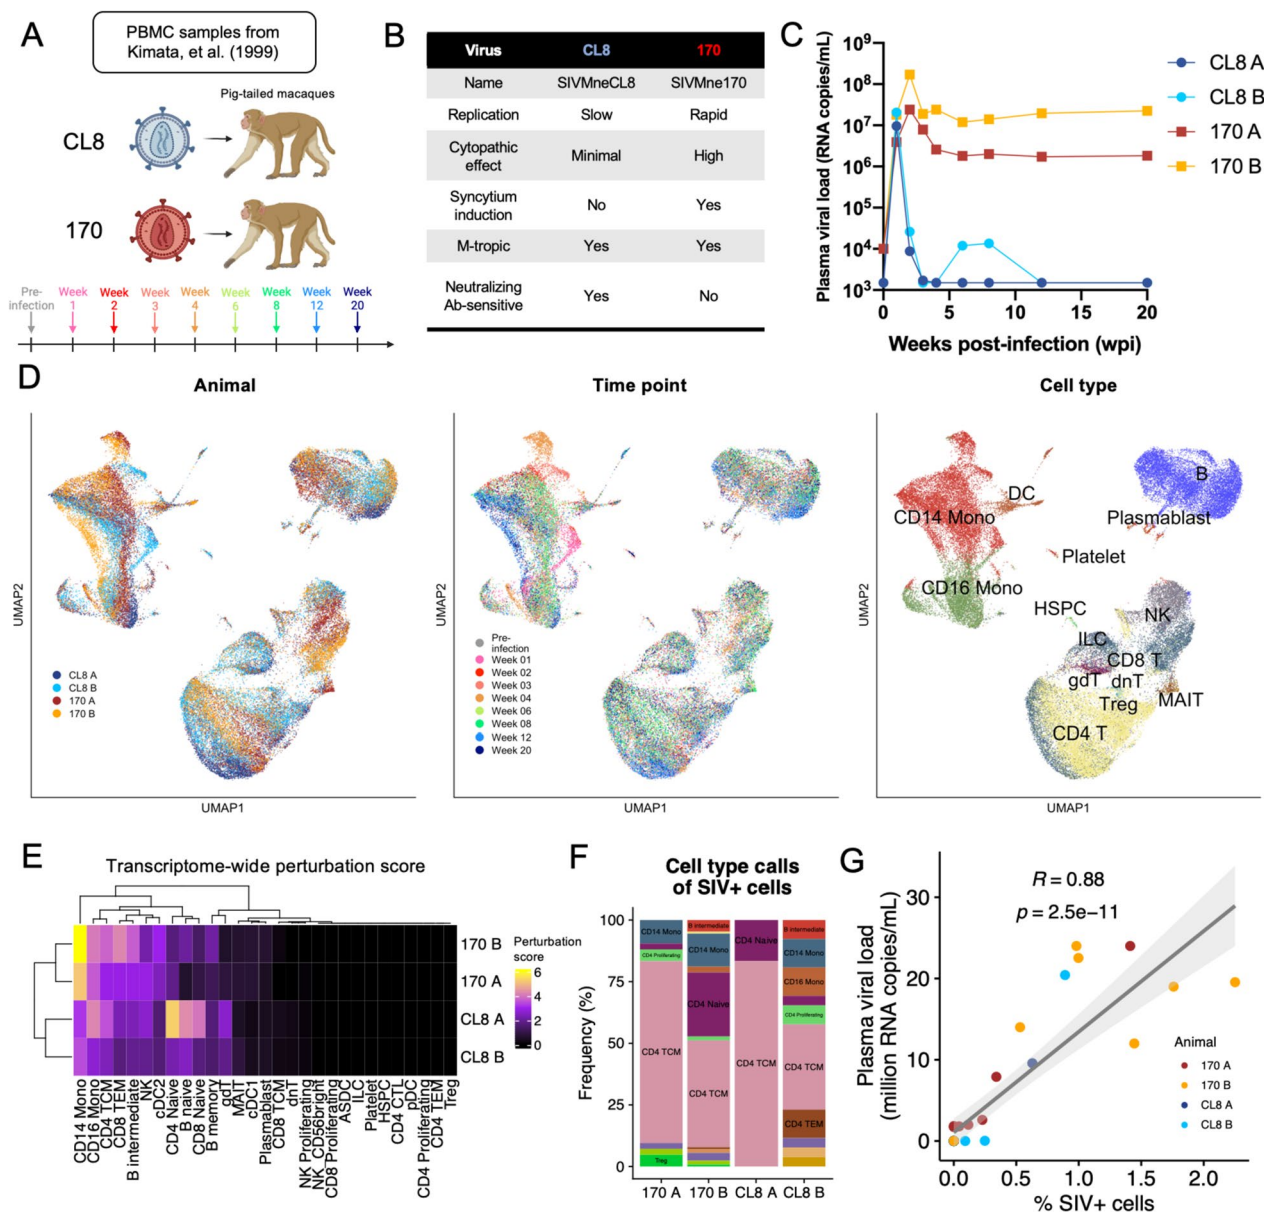 A
PBMC samples from
Kimata, et al. (1999)
Pig-tailed macaques
CL8
170
Pre-
infection
Week
1
Week
2
Week
3
Week
4
Week
6
Week
8
Week
12
Week
20
B
Virus CL8 170
Name SIVMneCL8 SIVMne170
Replication Slow Rapid
Cytopathic
effect Minimal High
Syncytium
induction No Yes
M-tropic Yes Yes
Neutralizing
Ab-sensitive Yes No
C
Plasma viral load (RNA copies/mL)
10⁹
10⁸
10⁷
10⁶
10⁵
10⁴
10³
0 5 10 15 20
Weeks post-infection (wpi)
CL8 A
CL8 B
170 A
170 B
D
Animal
UMAP2
CL8 A
CL8 B
170 A
170 B
UMAP1
Time point
UMAP2
Pre-
infection
Week 01
Week 02
Week 03
Week 04
Week 06
Week 08
Week 12
Week 20
UMAP1
Cell type
UMAP2
B
DC
CD14 Mono
Plasmablast
Platelet
CD16 Mono
HSPC
NK
ILC
CD8 T
gdT
dnT
Treg
MAIT
CD4 T
UMAP1
E
Transcriptome-wide perturbation score
170 B
170 A
CL8 A
CL8 B
Perturbation
score
6
4
2
0
CD14 Mono
CD16 Mono
CD4 TCM
CD8 TEM
B intermediate
NK
cDC2
CD4 Naive
B naive
CD8 Naive
B memory
gdT
MAIT
cDC1
Plasmablast
CD8 TCM
dnT
NK Proliferating
NK_CD56bright
CD8 Proliferating
ASDC
ILC
Platelet
HSPC
CD4 CTL
pDC
CD4 Proliferating
CD4 TEM
Treg
F
Cell type calls
of SIV+ cells
Frequency (%)
100
75
50
25
0
CD14 Mono
CD4 Proliferating
CD4 TCM
Treg
B intermediate
CD14 Mono
CD4 Naive
CD4 TCM
CD4 Naive
CD4 TCM
B intermediate
CD14 Mono
CD16 Mono
CD4 Proliferating
CD4 TCM
CD4 TEM
170 A 170 B CL8 A CL8 B
G
Plasma viral load
(million RNA copies/mL)
30
20
10
0
R = 0.88
p = 2.5e−11
Animal
170 A
170 B
CL8 A
CL8 B
0.0 0.5 1.0 1.5 2.0
% SIV+ cells